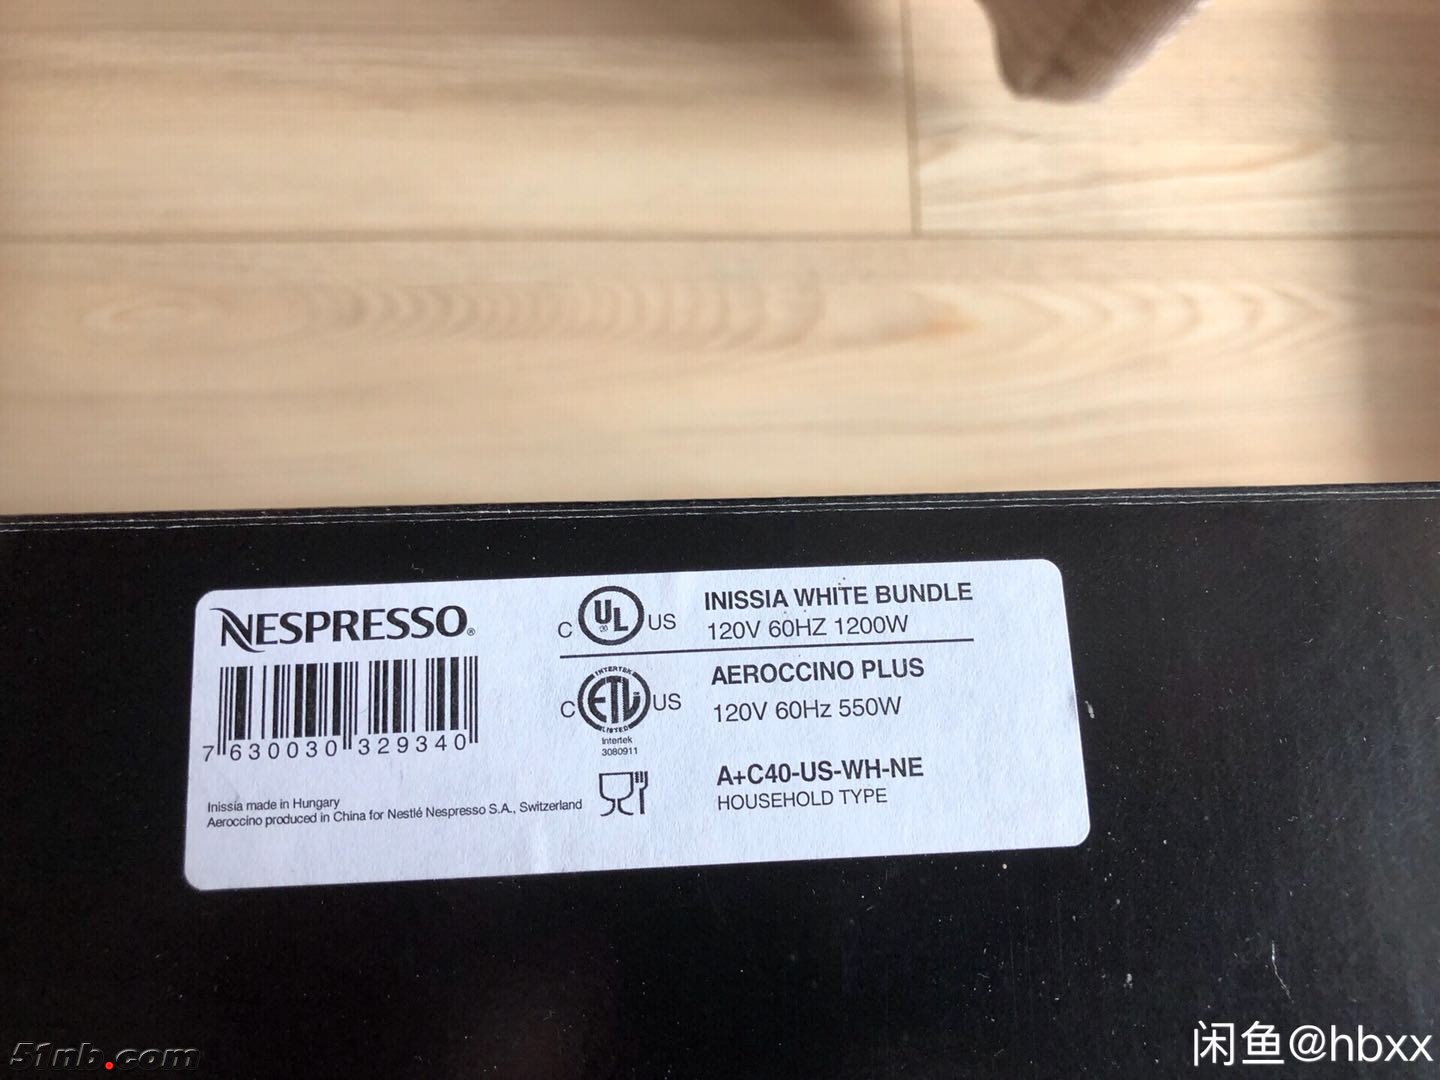 NESPRESSO®
7 630030 329340
Inissia made in Hungary
Aeroccino produced in China for Nestlé Nespresso S.A., Switzerland
C UL® US
INISSIA WHITE BUNDLE
120V 60HZ 1200W
INTERTEK
C ETL US
LISTED
Intertek
3080911
AEROCCINO PLUS
120V 60Hz 550W
A+C40-US-WH-NE
HOUSEHOLD TYPE
51nb.com
闲鱼@hbxx